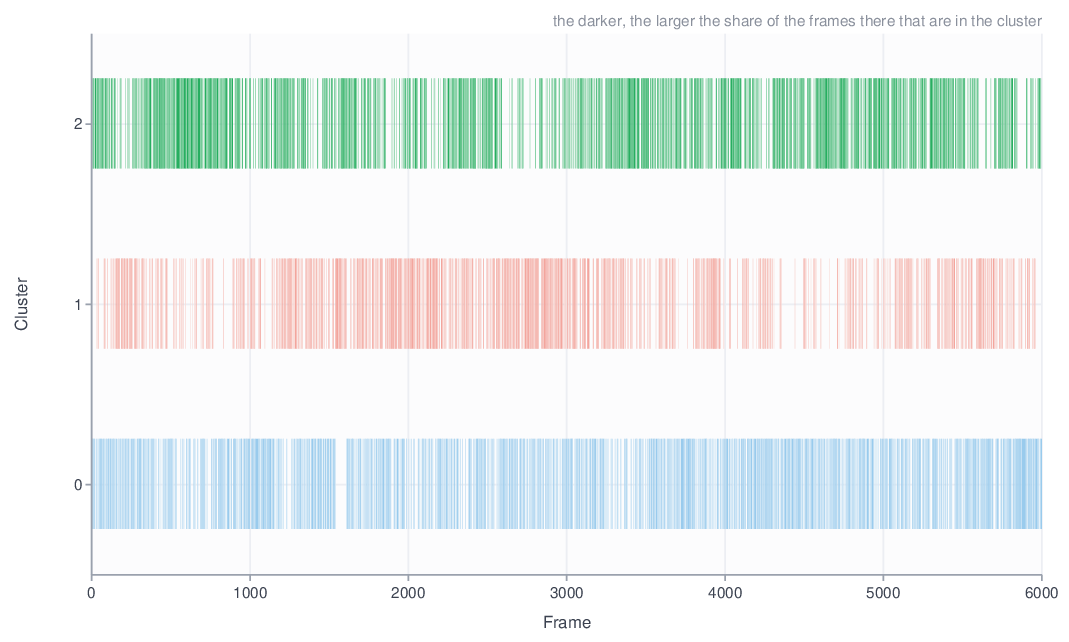 the darker, the larger the share of the frames there that are in the cluster
2
1
0
Cluster
0 1000 2000 3000 4000 5000 6000
Frame